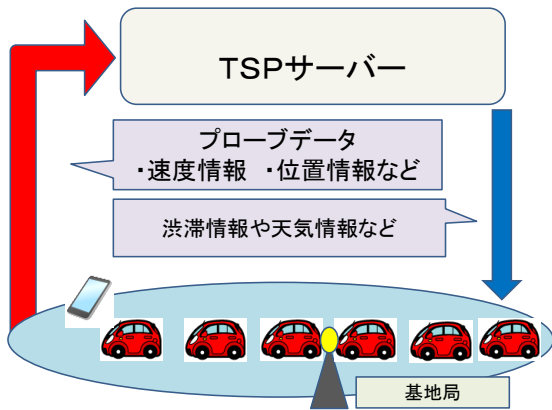 TSPサーバー
プローブデータ
・速度情報 ・位置情報など
渋滞情報や天気情報など
基地局